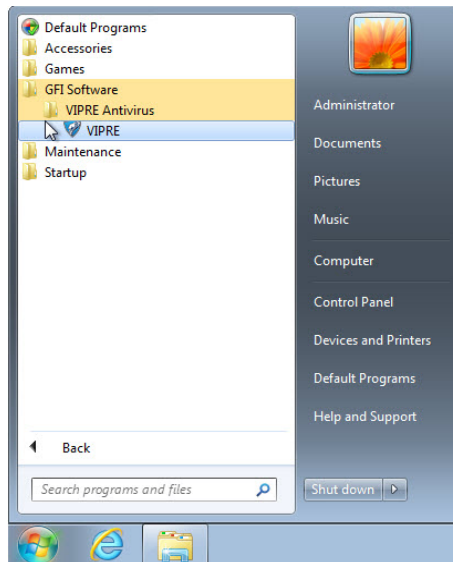 Default Programs
Accessories
Games
GFI Software
VIPRE Antivirus
VIPRE
Maintenance
Startup
Back
Search programs and files
Administrator
Documents
Pictures
Music
Computer
Control Panel
Devices and Printers
Default Programs
Help and Support
Shut down